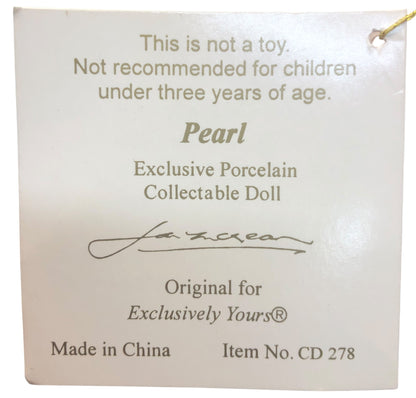 This is not a toy.
Not recommended for children
under three years of age.
Pearl
Exclusive Porcelain
Collectable Doll
Original for
Exclusively Yours®
Made in China Item No. CD 278